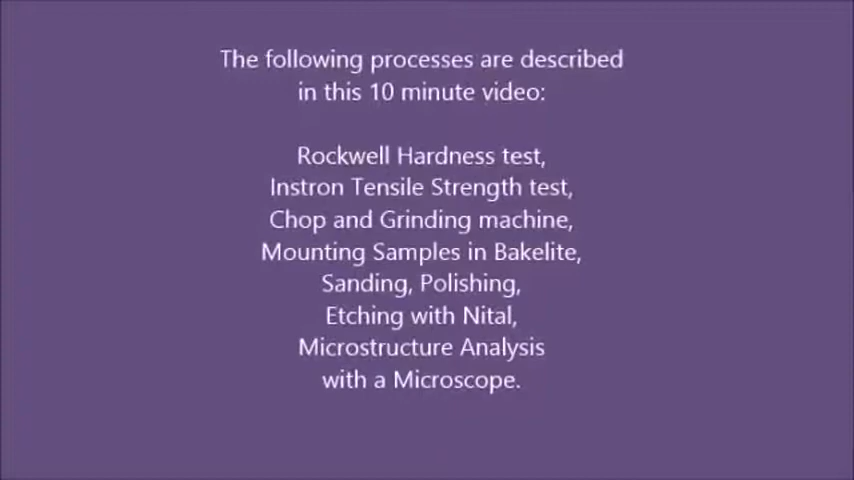 The following processes are described
in this 10 minute video:
Rockwell Hardness test,
Instron Tensile Strength test,
Chop and Grinding machine,
Mounting Samples in Bakelite,
Sanding, Polishing,
Etching with Nital,
Microstructure Analysis
with a Microscope.